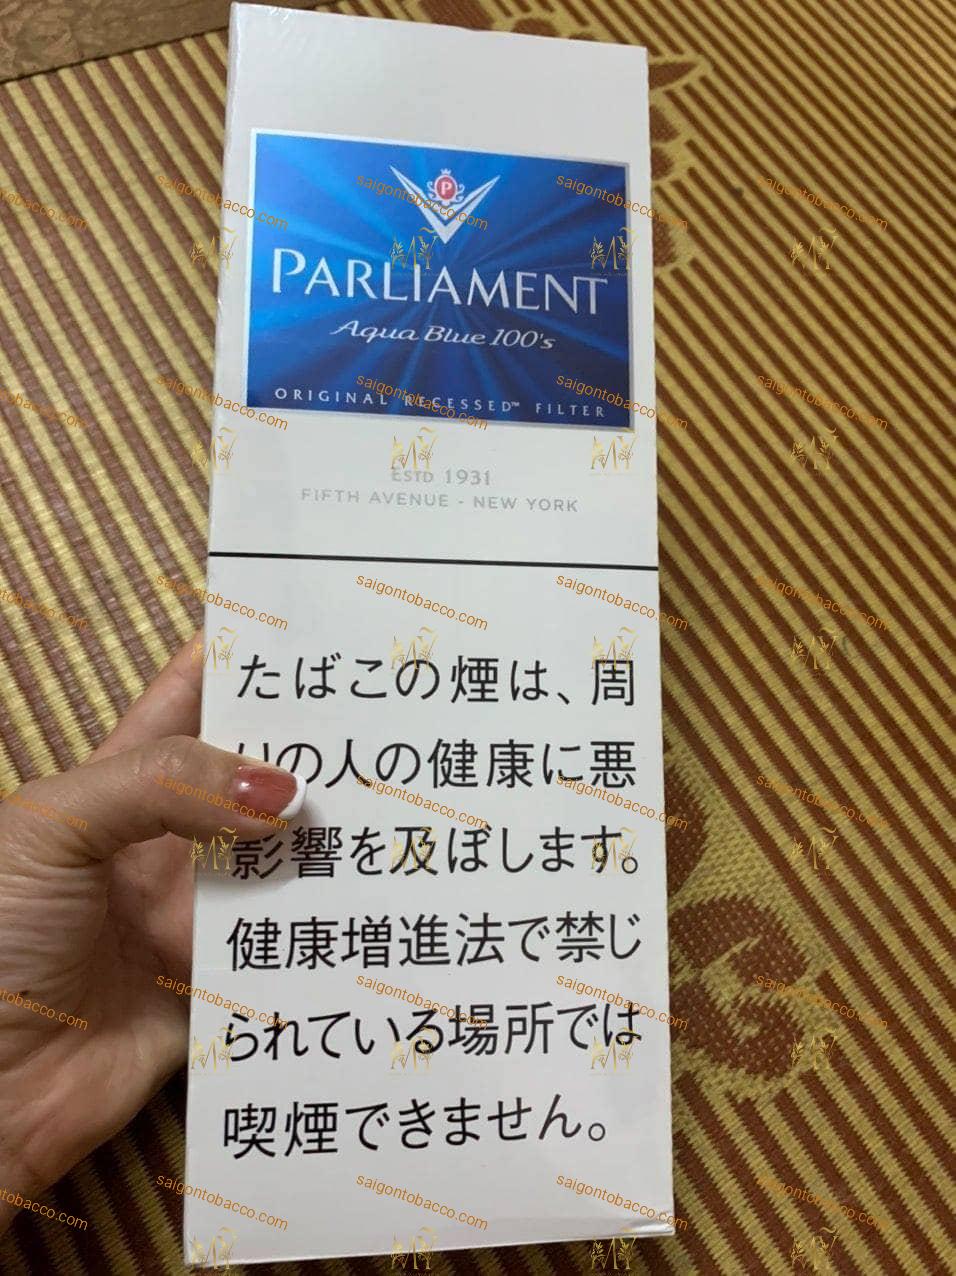 P
PARLIAMENT
Aqua Blue 100's
ORIGINAL RECESSED™ FILTER
ESTD 1931
FIFTH AVENUE - NEW YORK
たばこの煙は、周
りの人の健康に悪
影響を及ぼします。
健康増進法で禁じ
られている場所では
喫煙できません。
saigontobacco.com
MỸ